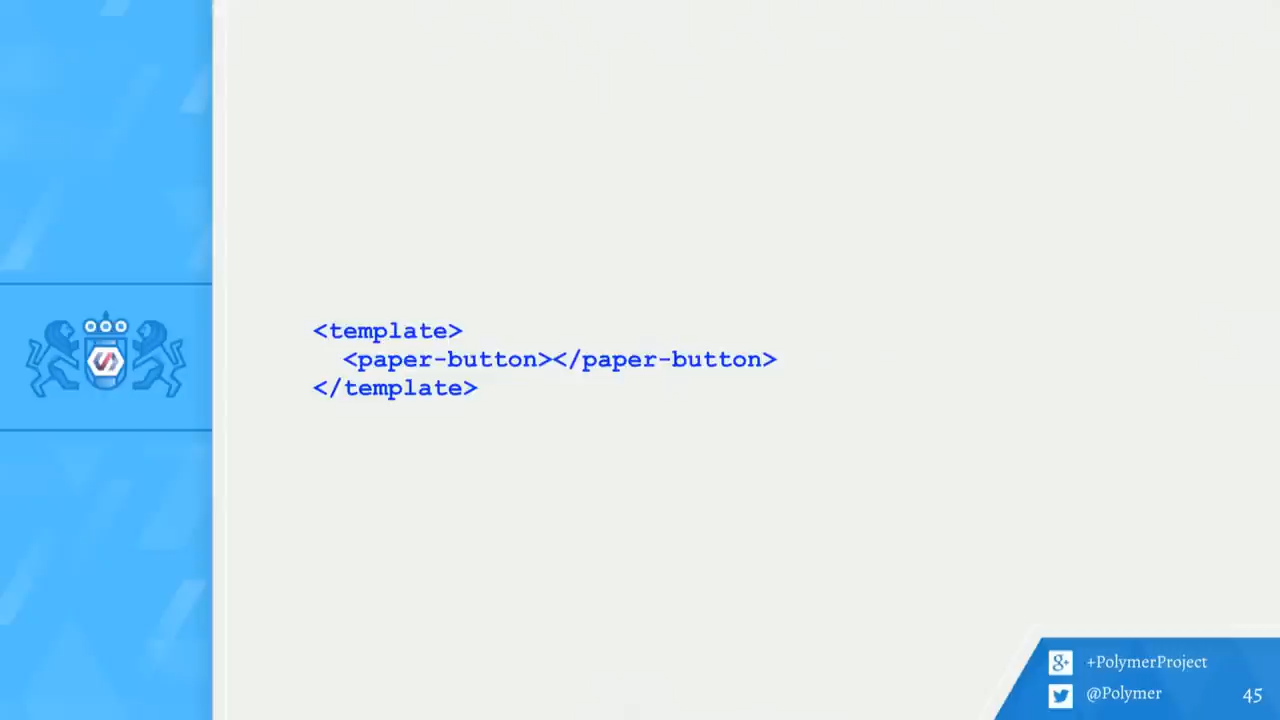 <template>
  <paper-button></paper-button>
</template>
+PolymerProject
@Polymer
45